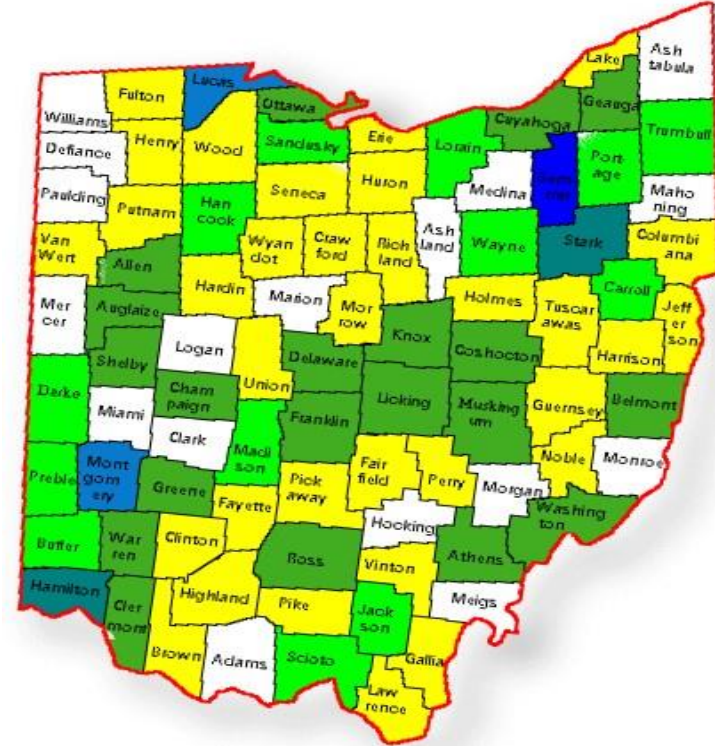 Lake
Ash
tabula
Lucas
Fulton
Ottawa
Geauga
Cuyahoga
Williams
Trumbull
Henry
Wood
Sandusky
Erie
Lorain
Defiance
Port
age
Huron
Medina
Maho
ning
Paulding
Putnam
Han
cook
Seneca
Ash
land
Wayne
Stark
Columbi
ana
Van
Wert
Wyan
dot
Craw
ford
Rich
land
Allen
Hardin
Marion
Mor
row
Holmes
Tuscar
awas
Carroll
Jeff
er
son
Mer
cer
Auglaize
Knox
Logan
Coshocton
Harrison
Shelby
Delaware
Union
Darke
Cham
paign
Licking
Musking
um
Guernsey
Belmont
Miami
Franklin
Clark
Madi
son
Noble
Monroe
Preble
Mont
gom
ery
Greene
Pick
away
Fair
field
Perry
Morgan
Fayette
Washing
ton
Hocking
Butler
War
ren
Clinton
Ross
Athens
Vinton
Hamilton
Highland
Pike
Jack
son
Meigs
Cler
mont
Brown
Adams
Scioto
Gallia
Law
rence